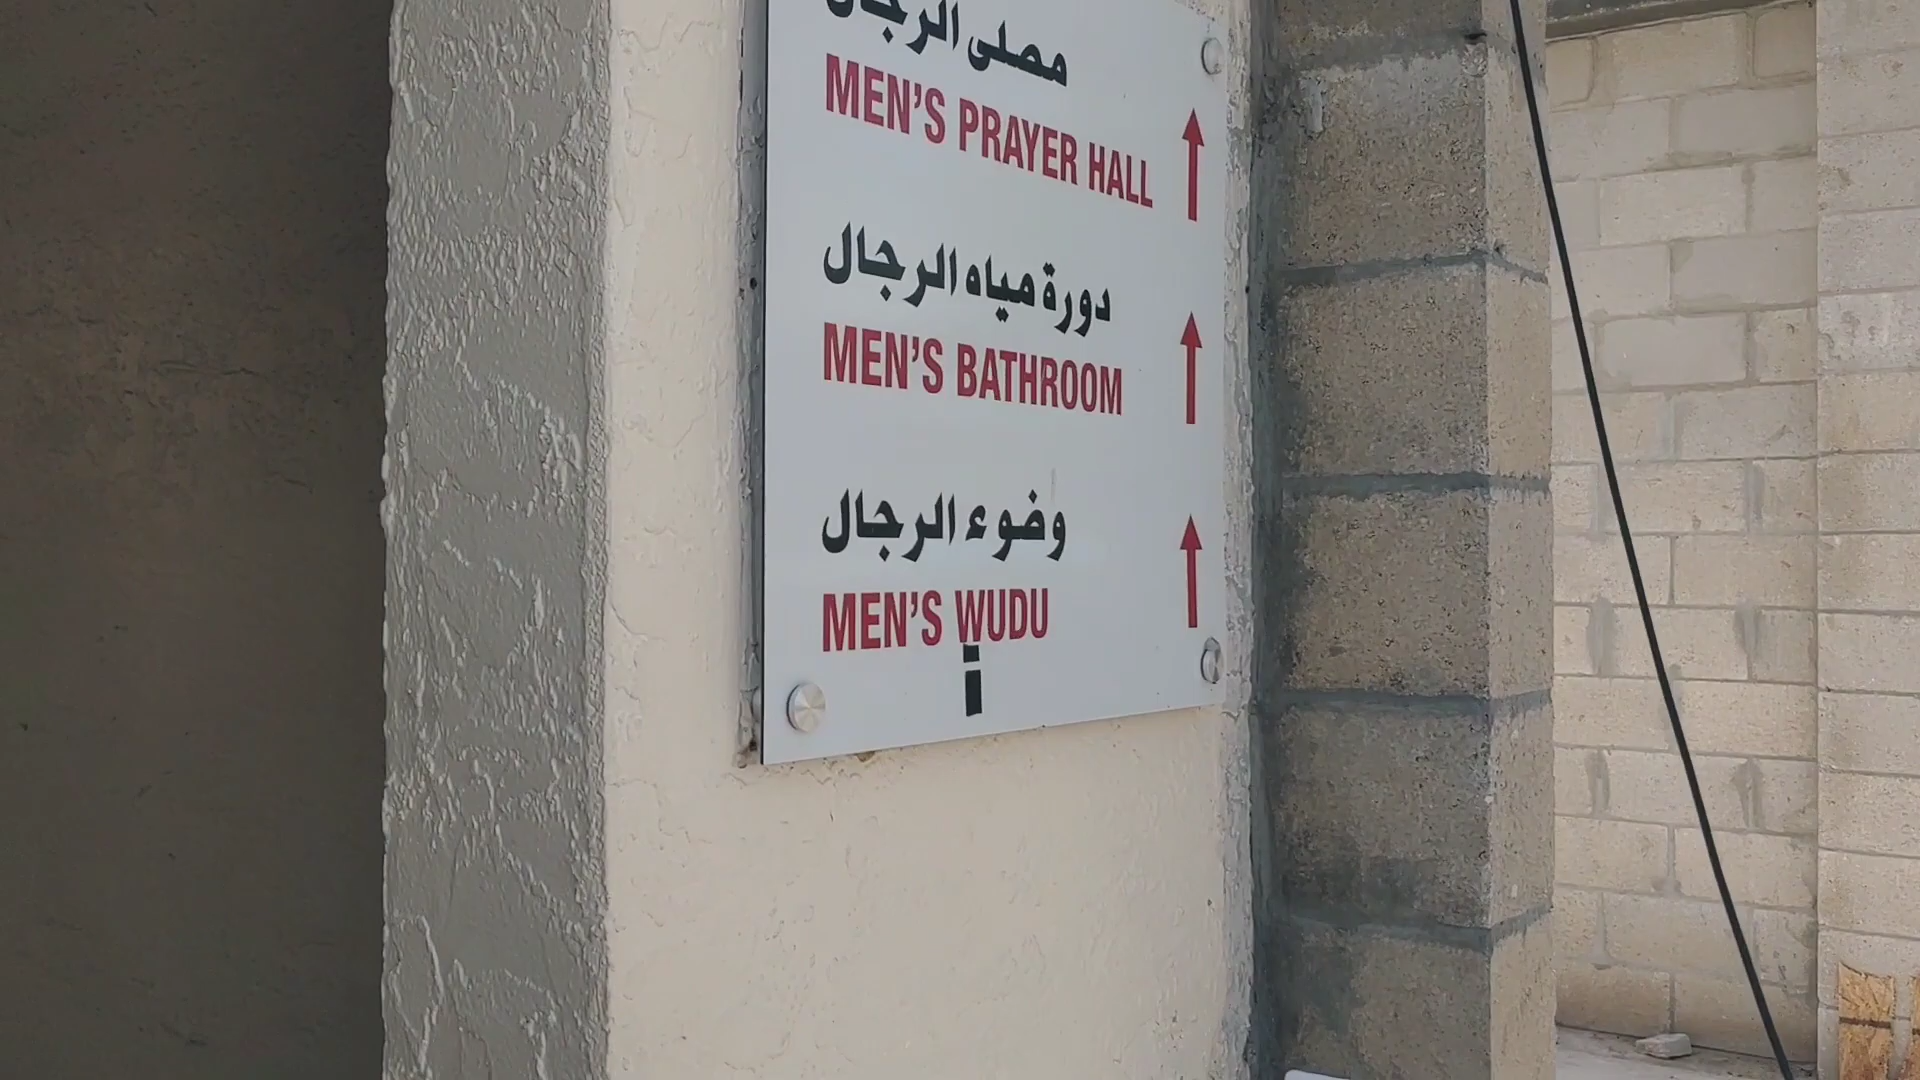 مصلى الرجال
MEN'S PRAYER HALL
دورة مياه الرجال
MEN'S BATHROOM
وضوء الرجال
MEN'S WUDU